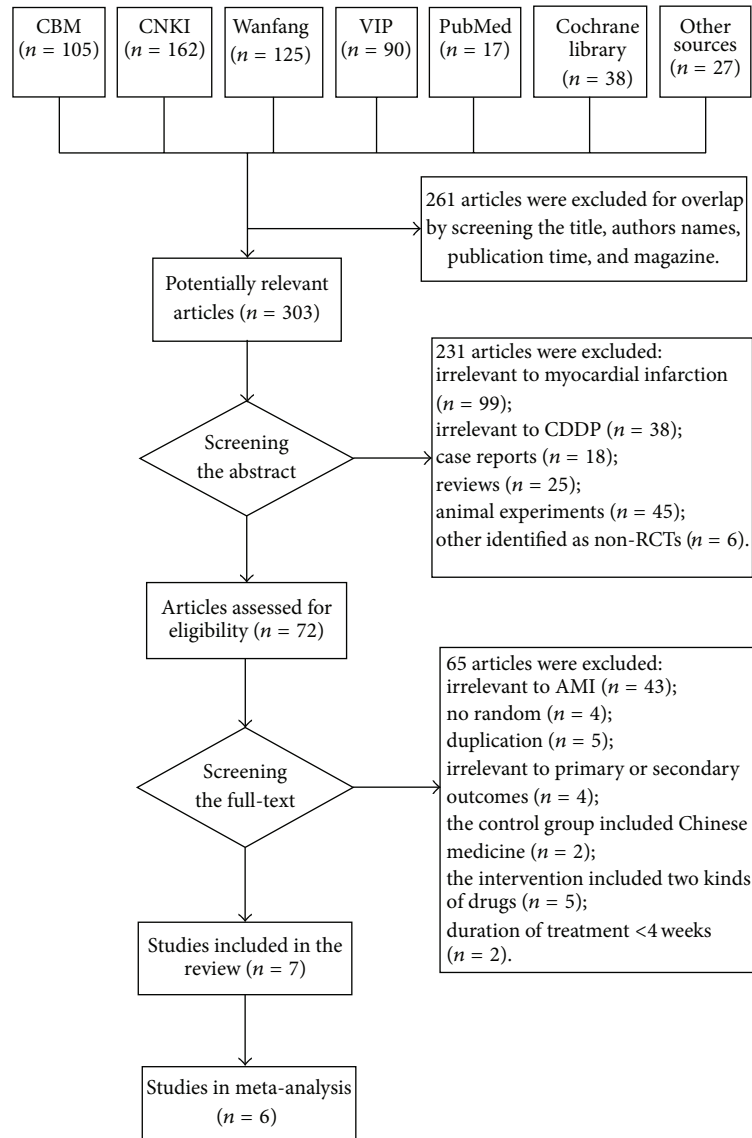 CBM
(n = 105)
CNKI
(n = 162)
Wanfang
(n = 125)
VIP
(n = 90)
PubMed
(n = 17)
Cochrane
library
(n = 38)
Other
sources
(n = 27)
261 articles were excluded for overlap
by screening the title, authors names,
publication time, and magazine.
Potentially relevant
articles (n = 303)
231 articles were excluded:
irrelevant to myocardial infarction
(n = 99);
irrelevant to CDDP (n = 38);
case reports (n = 18);
reviews (n = 25);
animal experiments (n = 45);
other identified as non-RCTs (n = 6).
Screening
the abstract
Articles assessed for
eligibility (n = 72)
65 articles were excluded:
irrelevant to AMI (n = 43);
no random (n = 4);
duplication (n = 5);
irrelevant to primary or secondary
outcomes (n = 4);
the control group included Chinese
medicine (n = 2);
the intervention included two kinds
of drugs (n = 5);
duration of treatment <4 weeks
(n = 2).
Screening
the full-text
Studies included in the
review (n = 7)
Studies in meta-analysis
(n = 6)